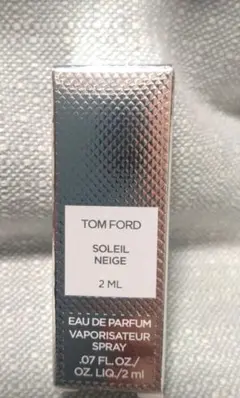 TOM FORD
SOLEIL
NEIGE
2 ML
EAU DE PARFUM
VAPORISATEUR
SPRAY
.07 FL.OZ./
OZ. LIQ./2 ml